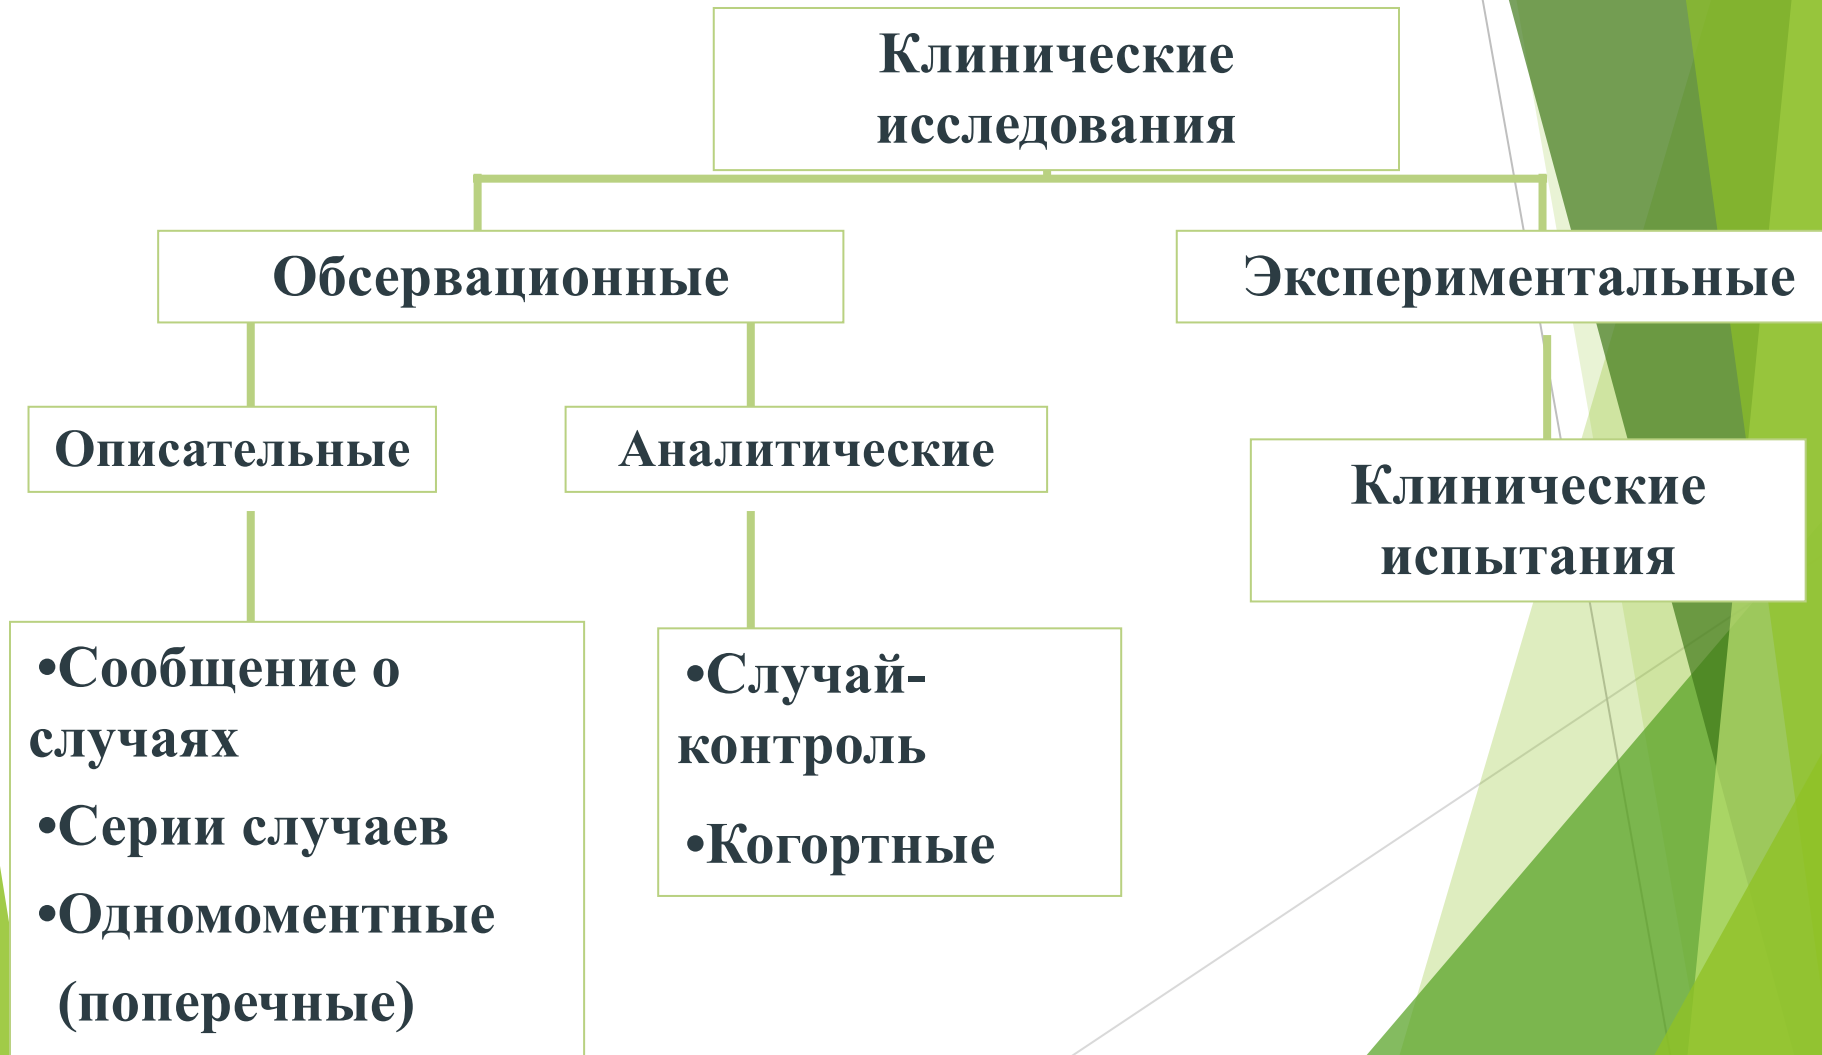 Клинические
исследования
Обсервационные
Экспериментальные
Описательные
Аналитические
Клинические
испытания
•Сообщение о
случаях
•Серии случаев
•Одномоментные
(поперечные)
•Случай-
контроль
•Когортные